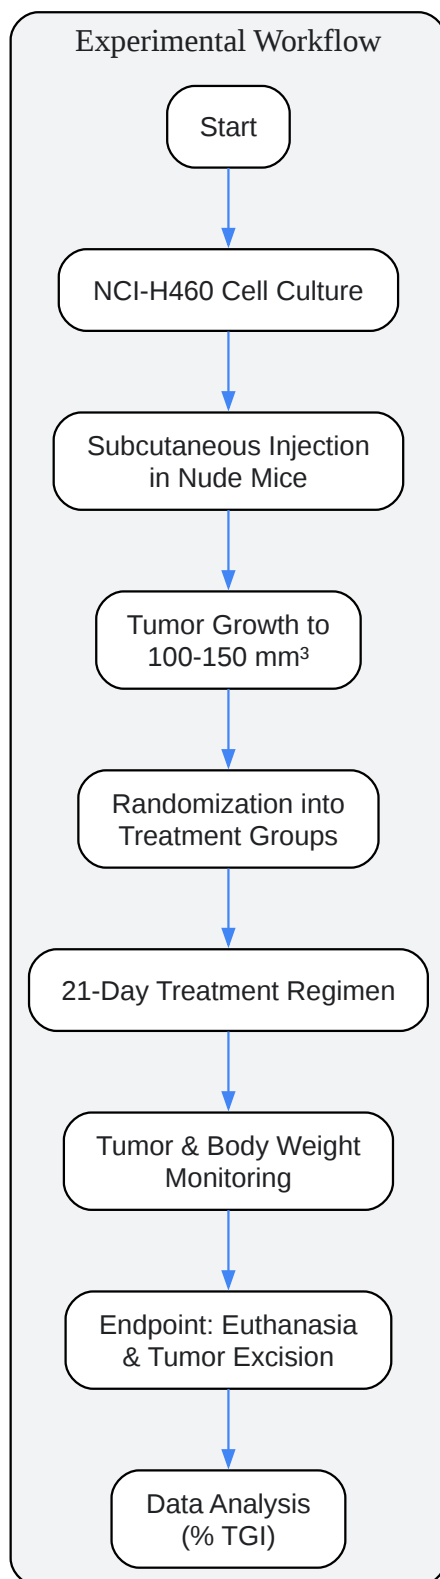 Experimental Workflow
Start
NCI-H460 Cell Culture
Subcutaneous Injection
in Nude Mice
Tumor Growth to
100-150 mm³
Randomization into
Treatment Groups
21-Day Treatment Regimen
Tumor & Body Weight
Monitoring
Endpoint: Euthanasia
& Tumor Excision
Data Analysis
(% TGI)